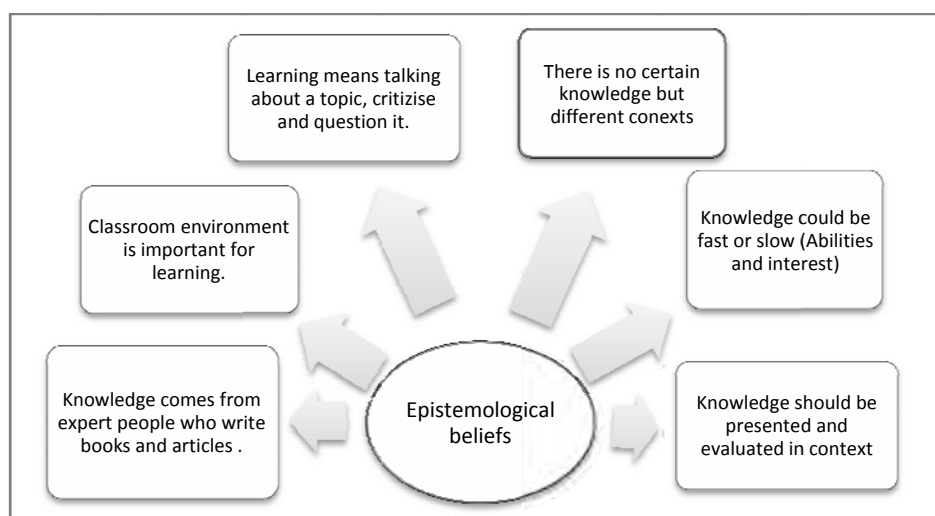 Learning means talking
about a topic, critizise
and question it.
There is no certain
knowledge but
different conexts
Classroom environment
is important for
learning.
Knowledge could be
fast or slow (Abilities
and interest)
Knowledge comes from
expert people who write
books and articles .
Epistemological
beliefs
Knowledge should be
presented and
evaluated in context